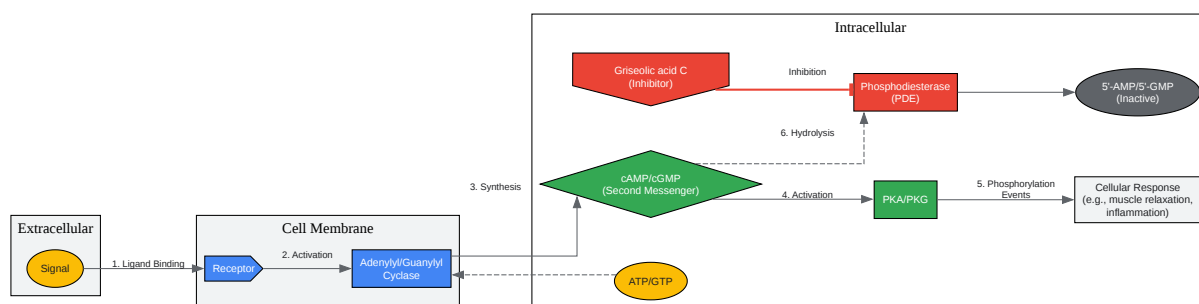 Intracellular
Griseolic acid C
(Inhibitor)
Inhibition
Phosphodiesterase
(PDE)
5'-AMP/5'-GMP
(Inactive)
6. Hydrolysis
3. Synthesis
cAMP/cGMP
(Second Messenger)
4. Activation
PKA/PKG
5. Phosphorylation
Events
Cellular Response
(e.g., muscle relaxation,
inflammation)
Extracellular
Signal
1. Ligand Binding
Cell Membrane
Receptor
2. Activation
Adenylyl/Guanylyl
Cyclase
ATP/GTP